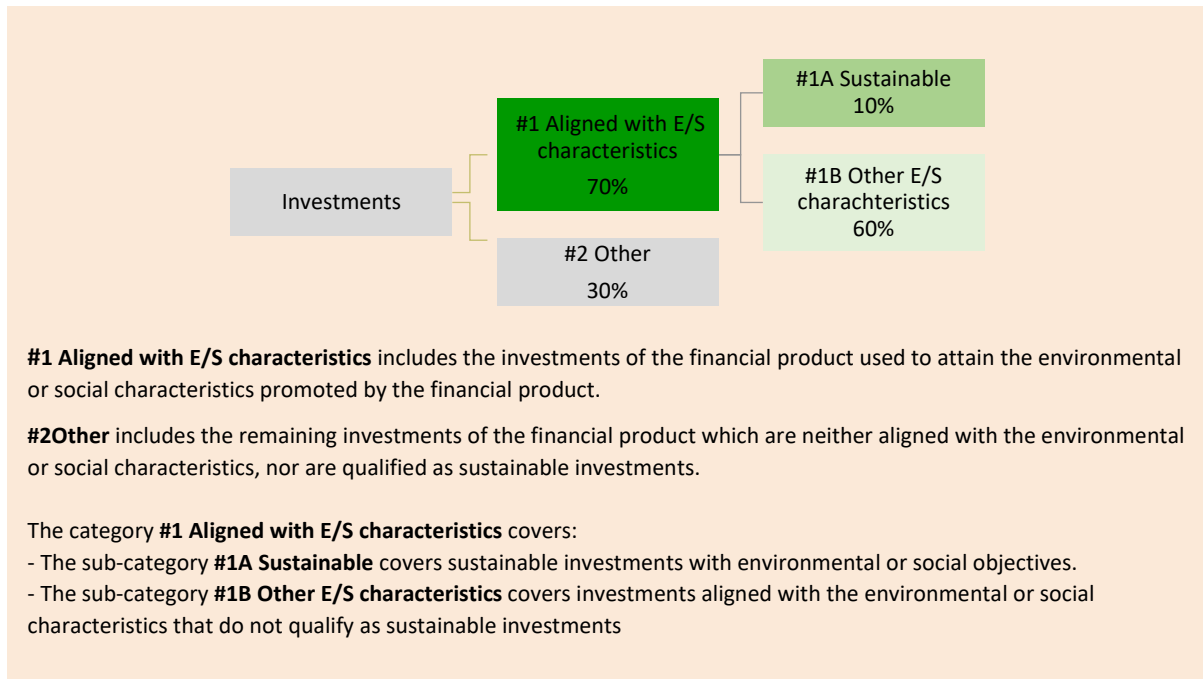 #1A Sustainable
10%
#1 Aligned with E/S
characteristics
70%
#1B Other E/S
charachteristics
60%
Investments
#2 Other
30%
#1 Aligned with E/S characteristics includes the investments of the financial product used to attain the environmental
or social characteristics promoted by the financial product.
#2Other includes the remaining investments of the financial product which are neither aligned with the environmental
or social characteristics, nor are qualified as sustainable investments.
The category #1 Aligned with E/S characteristics covers:
- The sub-category #1A Sustainable covers sustainable investments with environmental or social objectives.
- The sub-category #1B Other E/S characteristics covers investments aligned with the environmental or social
characteristics that do not qualify as sustainable investments